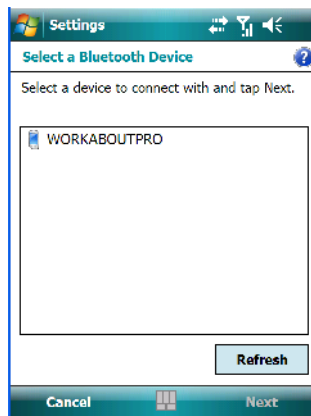 Settings
Select a Bluetooth Device
Select a device to connect with and tap Next.
WORKABOUTPRO
Refresh
Cancel Next